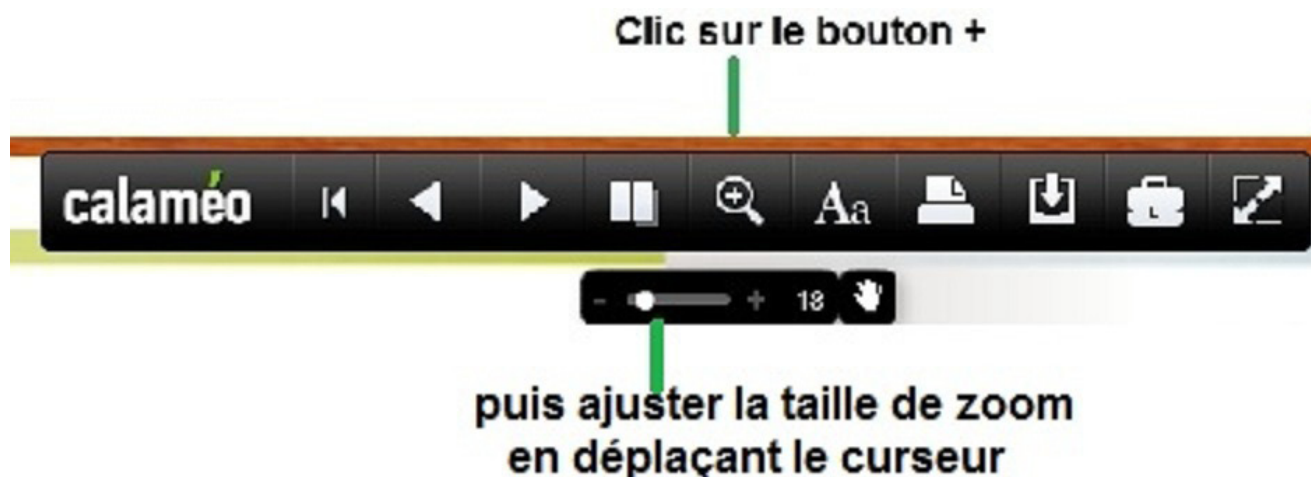 Clic sur le bouton +
calaméo
Aa
- + 18
puis ajuster la taille de zoom
en déplaçant le curseur